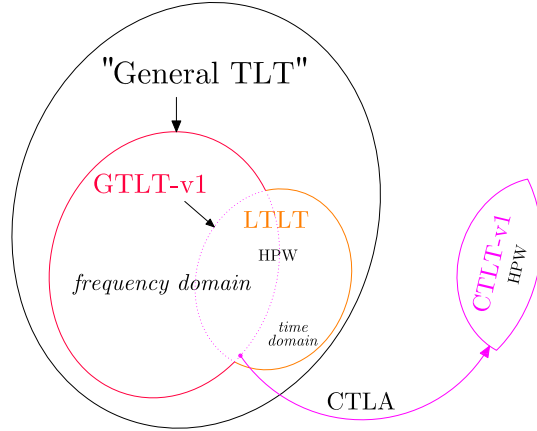 "General TLT"
GTLT-v1
LTLT
HPW
frequency domain
time
domain
CTLA
CTLT-v1
HPW